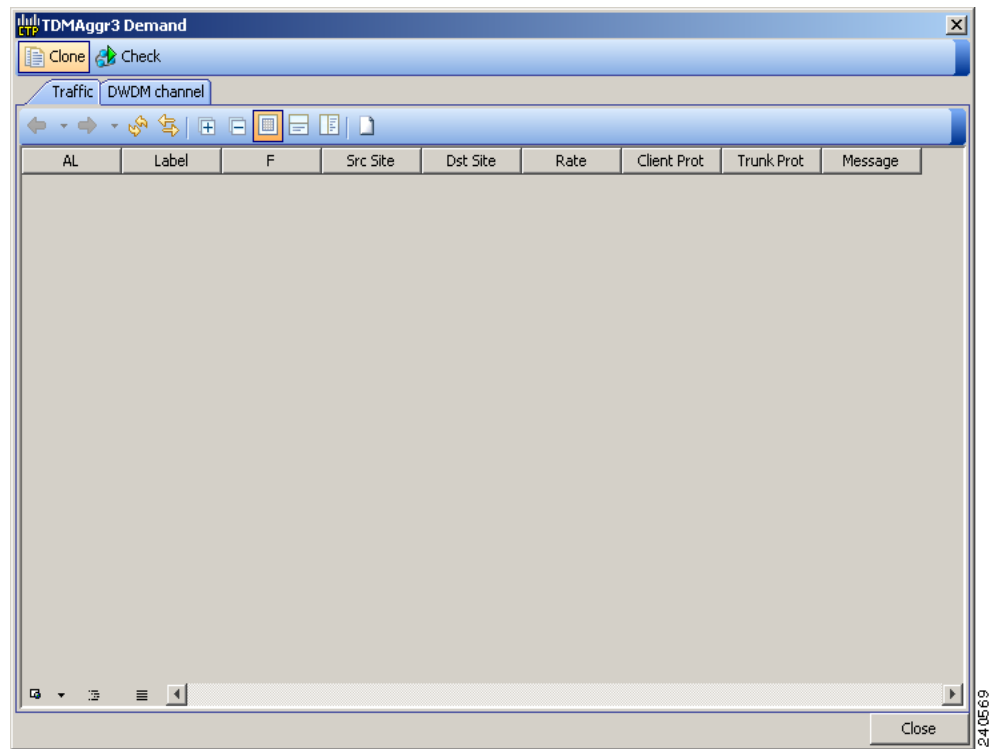 CTP TDMAggr3 Demand
Clone Check
Traffic DWDM channel
AL Label F Src Site Dst Site Rate Client Prot Trunk Prot Message
Close
240569